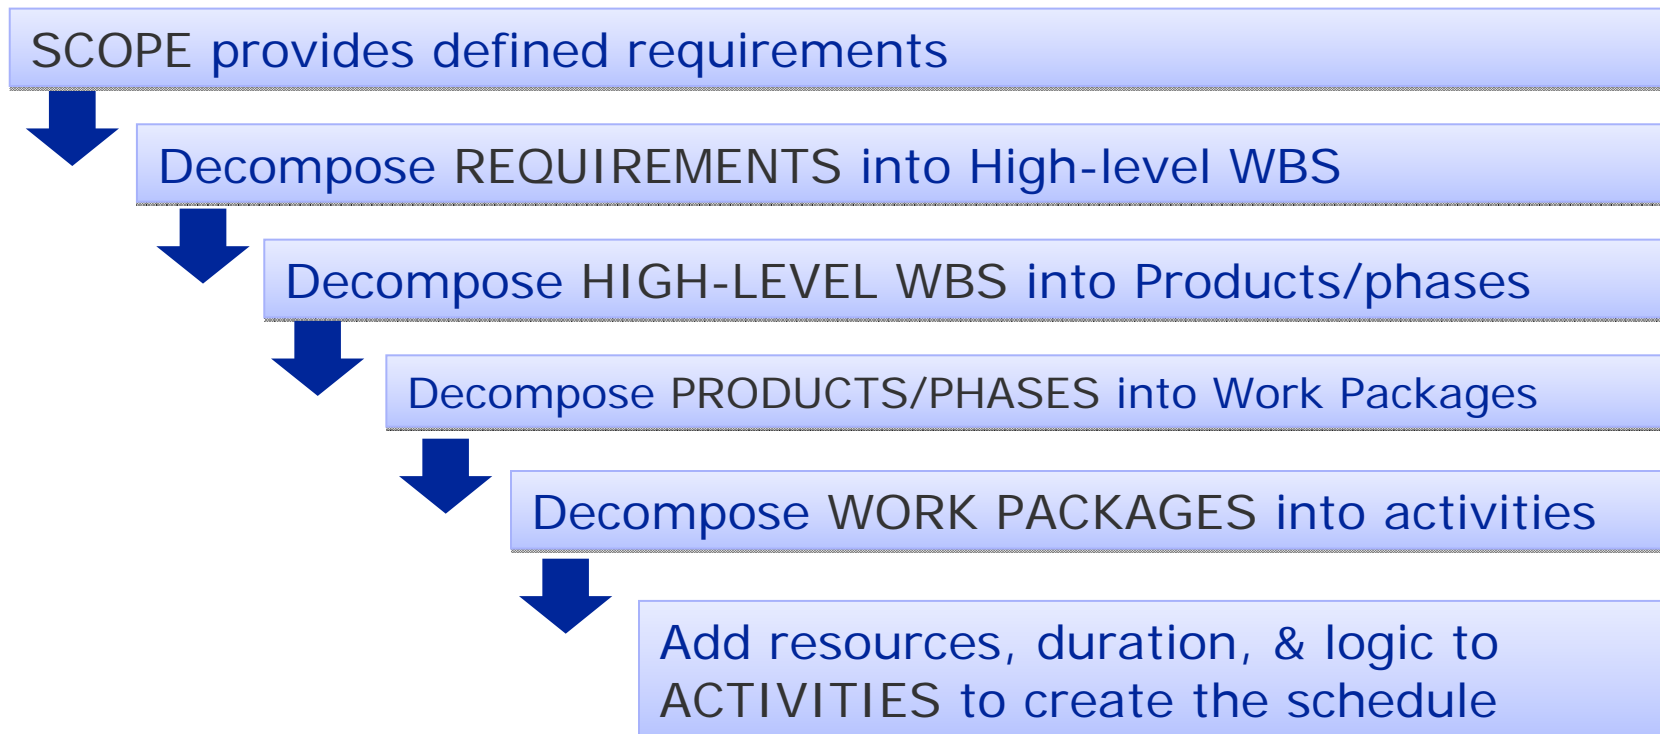 SCOPE provides defined requirements
Decompose REQUIREMENTS into High-level WBS
Decompose HIGH-LEVEL WBS into Products/phases
Decompose PRODUCTS/PHASES into Work Packages
Decompose WORK PACKAGES into activities
Add resources, duration, & logic to
ACTIVITIES to create the schedule